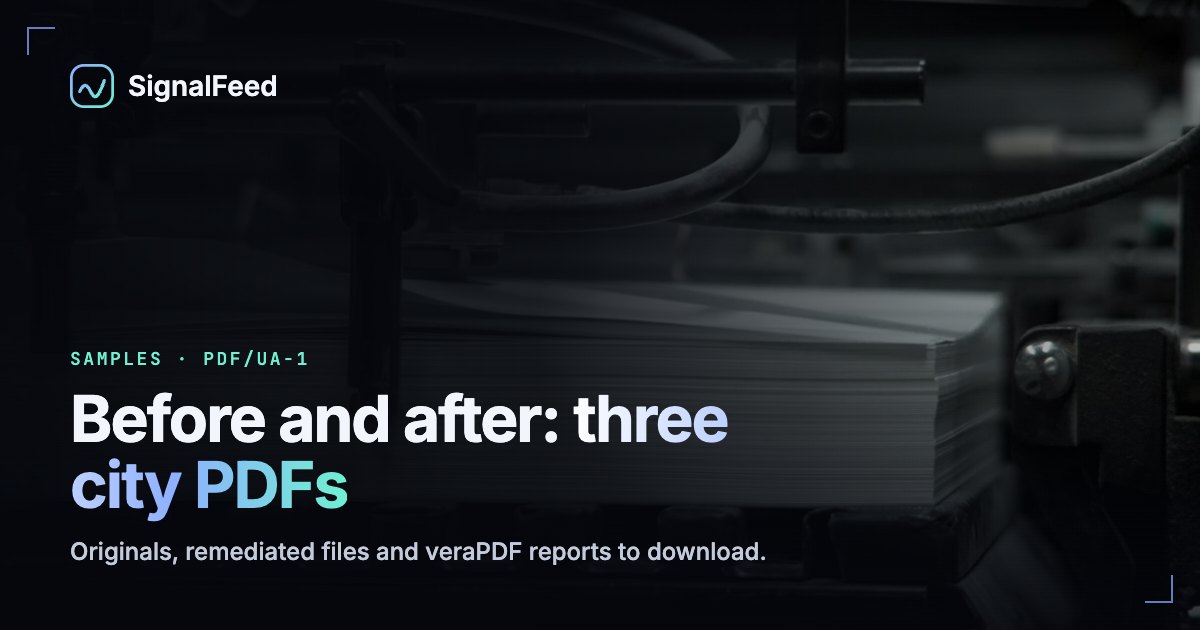 SignalFeed
SAMPLES · PDF/UA-1
Before and after: three
city PDFs
Originals, remediated files and veraPDF reports to download.